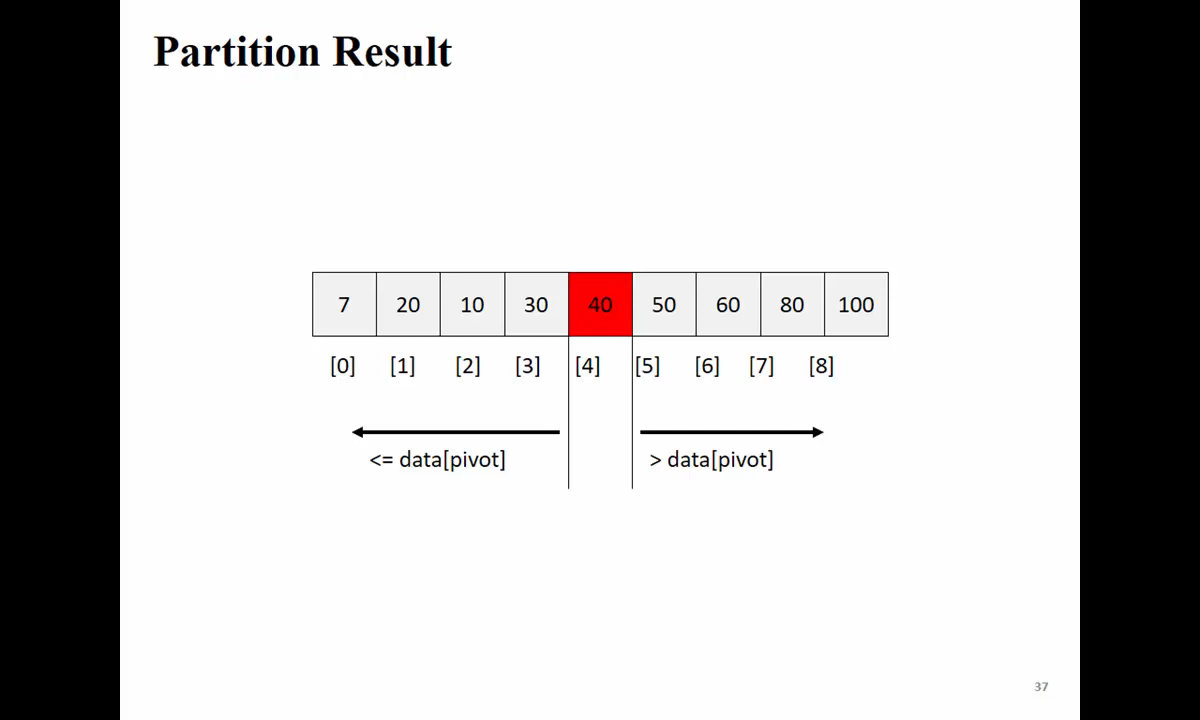 Partition Result
7 20 10 30 40 50 60 80 100
[0] [1] [2] [3] [4] [5] [6] [7] [8]
<= data[pivot] > data[pivot]
37